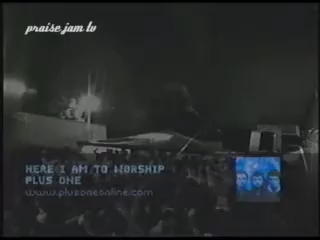 praise jam tv
HERE I AM TO WORSHIP
PLUS ONE
www.plusoneonline.com